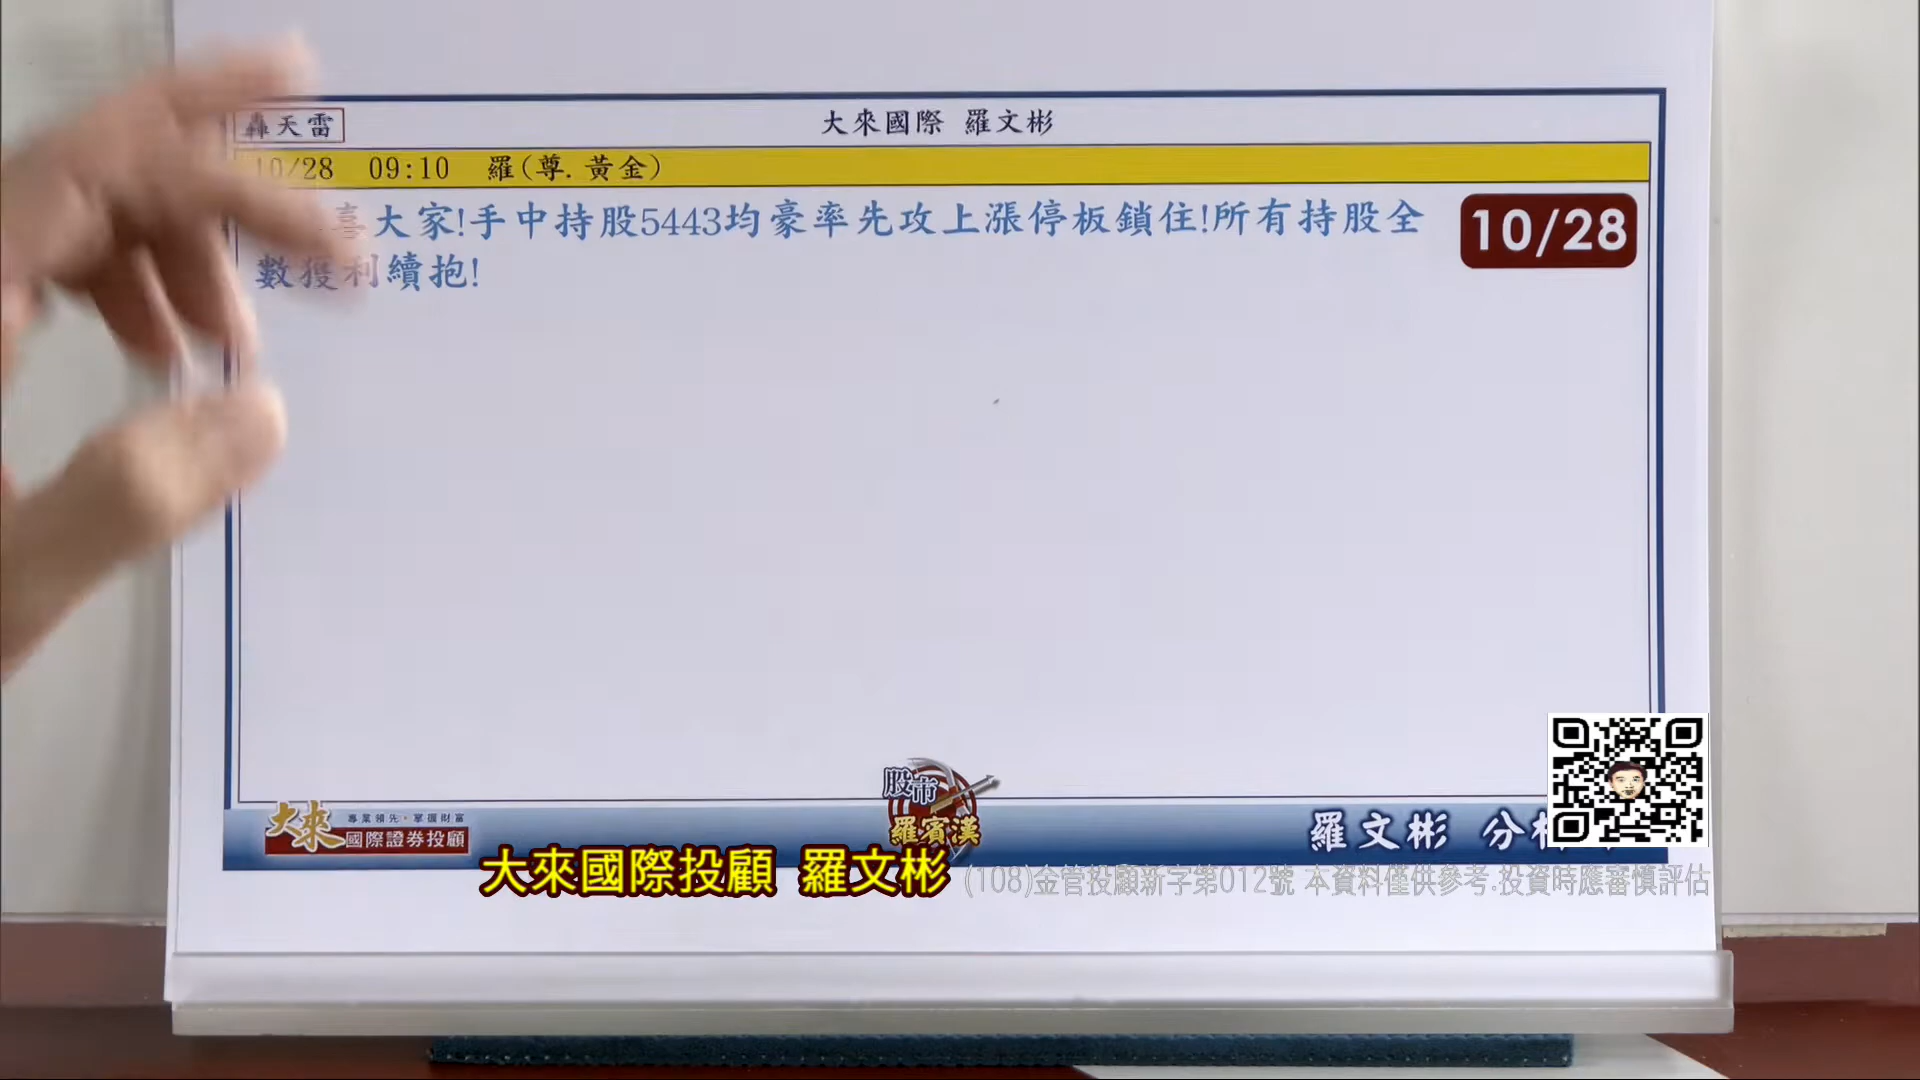 轟天雷
大來國際 羅文彬
10/28 09:10 羅(尊.黃金)
喜大家!手中持股5443均豪率先攻上漲停板鎖住!所有持股全
數獲利續抱!
10/28
股市
羅賓漢
大來
專業領先·掌握財富
國際證券投顧
羅文彬 分析
大來國際投顧 羅文彬
(108)金管投顧新字第012號 本資料僅供參考.投資時應審慎評估